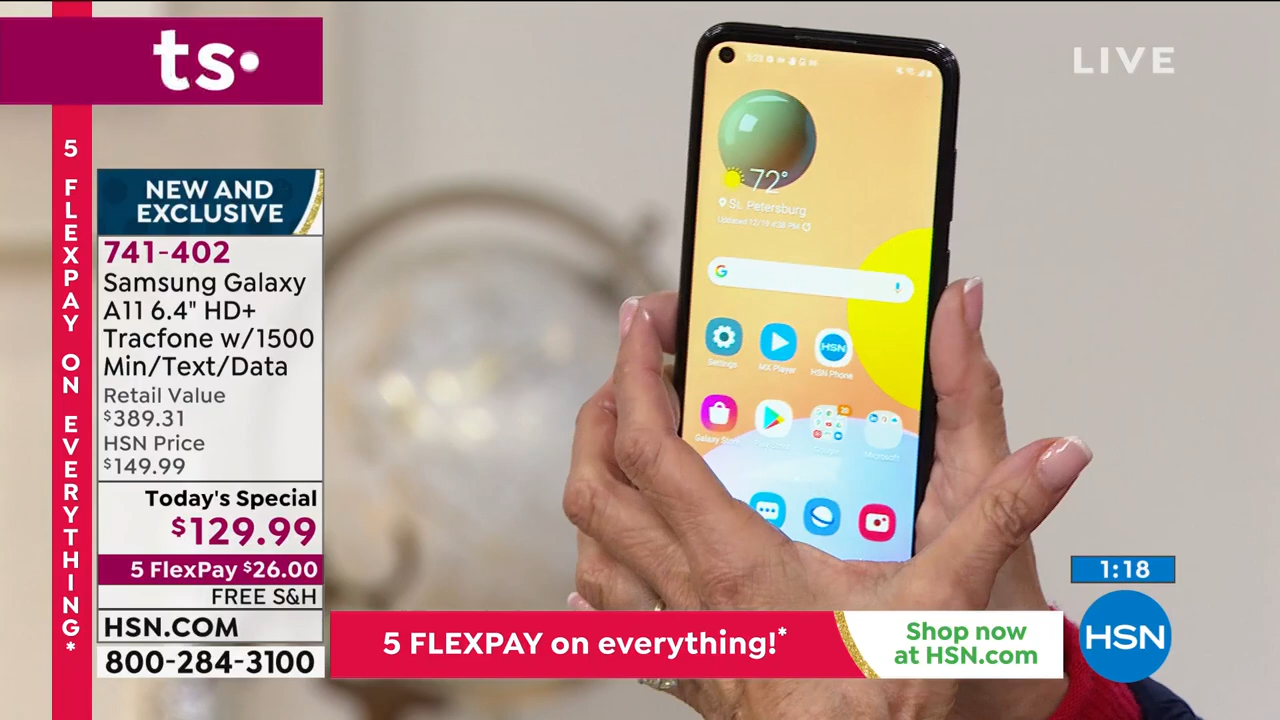 ts.
LIVE
5 FLEXPAY ON EVERYTHING*
NEW AND
EXCLUSIVE
741-402
Samsung Galaxy
A11 6.4" HD+
Tracfone w/1500
Min/Text/Data
Retail Value
$389.31
HSN Price
$149.99
Today's Special
$129.99
5 FlexPay $26.00
FREE S&H
HSN.COM
800-284-3100
72°
St. Petersburg
G
Settings
MX Player
HSN
HSN Phone
Microsoft
5 FLEXPAY on everything!*
Shop now
at HSN.com
1:18
HSN